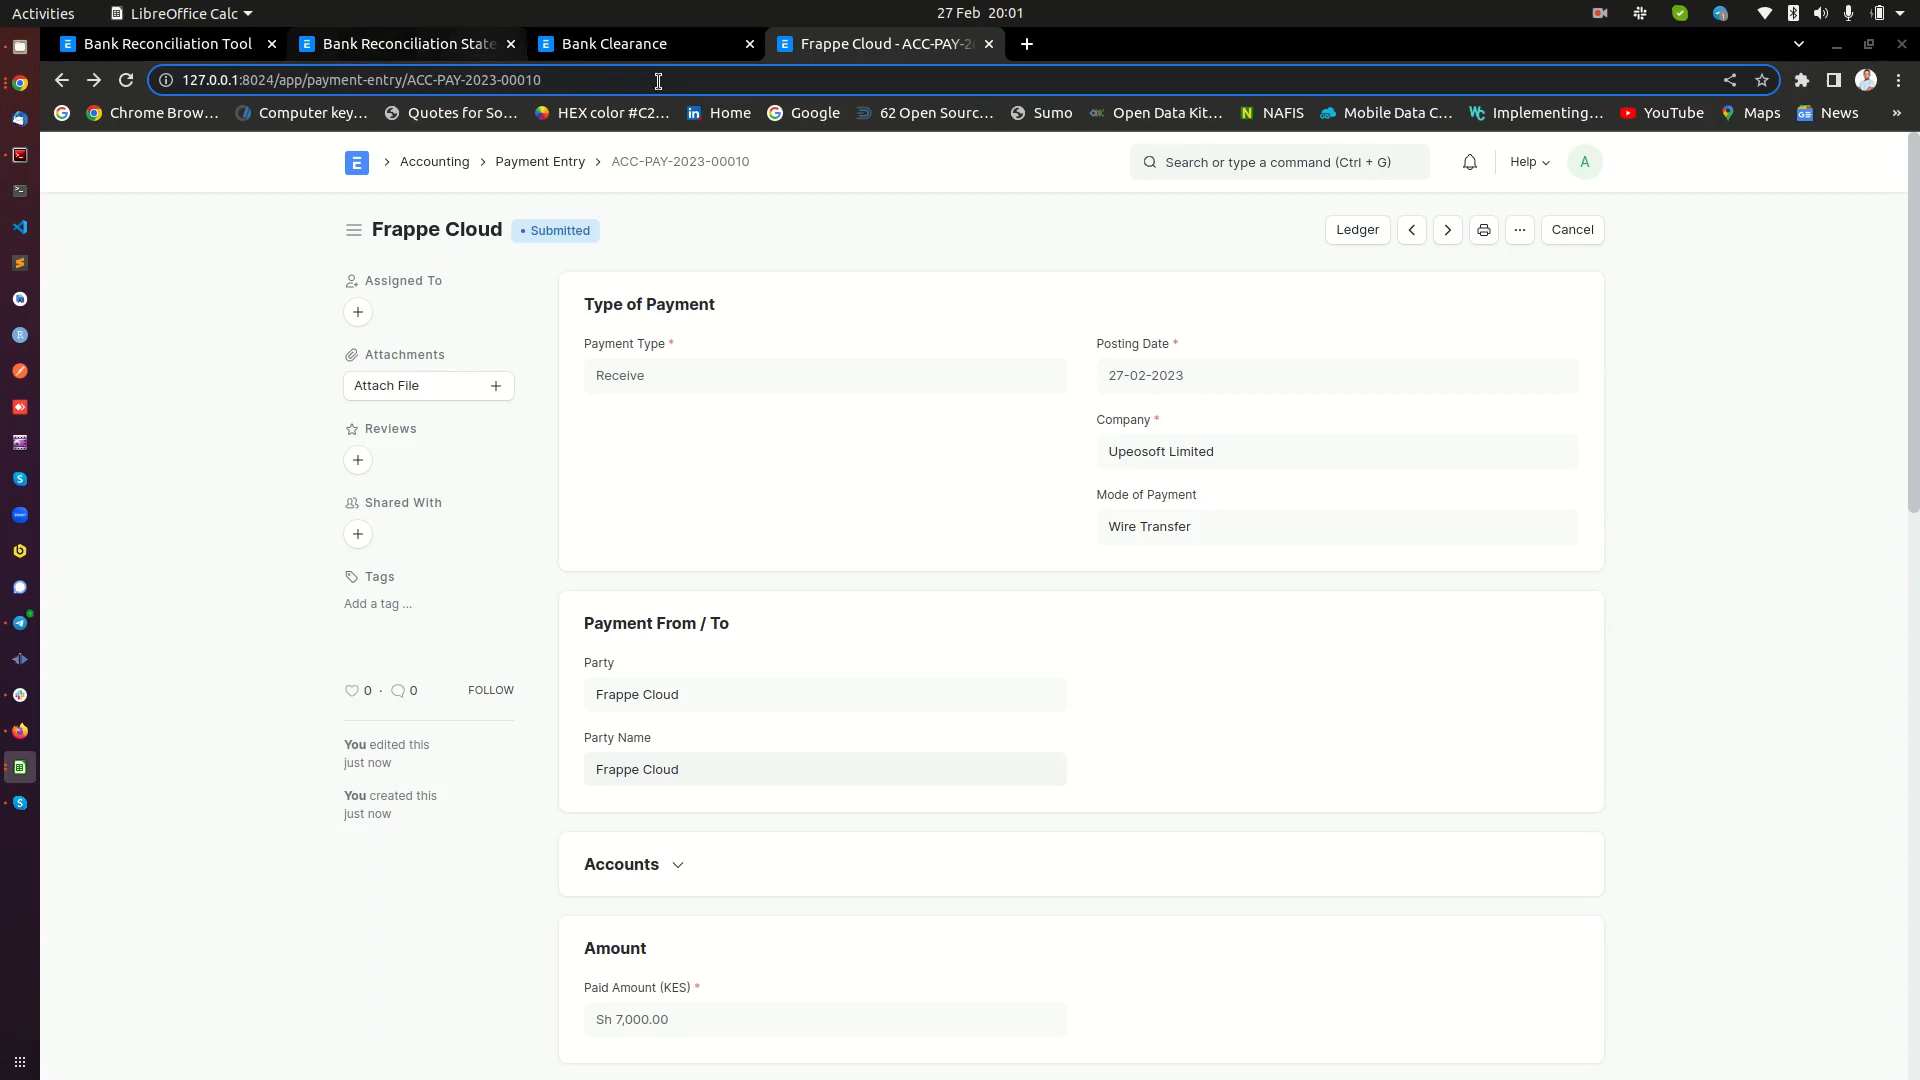 Activities
LibreOffice Calc
27 Feb 20:01
Bank Reconciliation Tool
Bank Reconciliation State
Bank Clearance
Frappe Cloud - ACC-PAY-2
127.0.0.1:8024/app/payment-entry/ACC-PAY-2023-00010
Chrome Brow...
Computer key...
Quotes for So...
HEX color #C2...
Home
Google
62 Open Sourc...
Sumo
Open Data Kit...
NAFIS
Mobile Data C...
Implementing...
YouTube
Maps
News
»
E
Accounting
Payment Entry
ACC-PAY-2023-00010
Search or type a command (Ctrl + G)
Help
A
Frappe Cloud
• Submitted
Ledger
Cancel
Assigned To
Attachments
Attach File
Reviews
Shared With
Tags
Add a tag ...
0 · 0
FOLLOW
You edited this
just now
You created this
just now
Type of Payment
Payment Type *
Receive
Posting Date *
27-02-2023
Company *
Upeosoft Limited
Mode of Payment
Wire Transfer
Payment From / To
Party
Frappe Cloud
Party Name
Frappe Cloud
Accounts
Amount
Paid Amount (KES) *
Sh 7,000.00